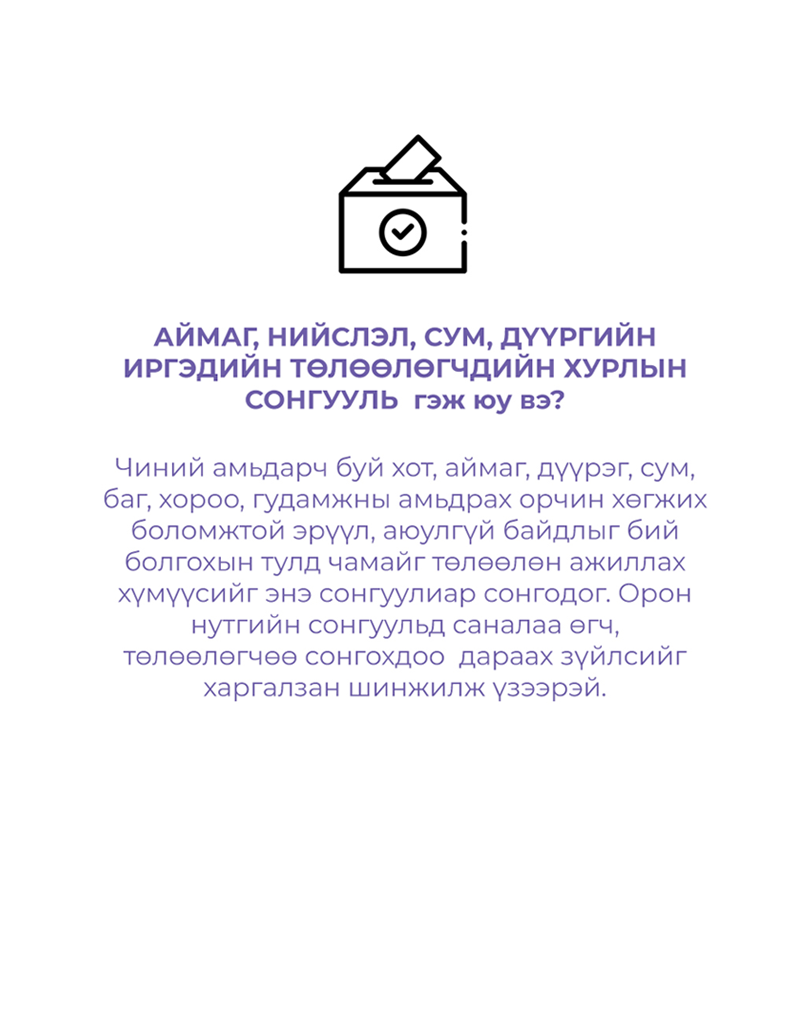 АЙМАГ, НИЙСЛЭЛ, СУМ, ДҮҮРГИЙН
ИРГЭДИЙН ТӨЛӨӨЛӨГЧДИЙН ХУРЛЫН
СОНГУУЛЬ гэж юу вэ?
Чиний амьдарч буй хот, аймаг, дүүрэг, сум,
баг, хороо, гудамжны амьдрах орчин хөгжих
боломжтой эрүүл, аюулгүй байдлыг бий
болгохын тулд чамайг төлөөлөн ажиллах
хүмүүсийг энэ сонгуулиар сонгодог. Орон
нутгийн сонгуульд саналаа өгч,
төлөөлөгчөө сонгохдоо дараах зүйлсийг
харгалзан шинжилж үзээрэй.